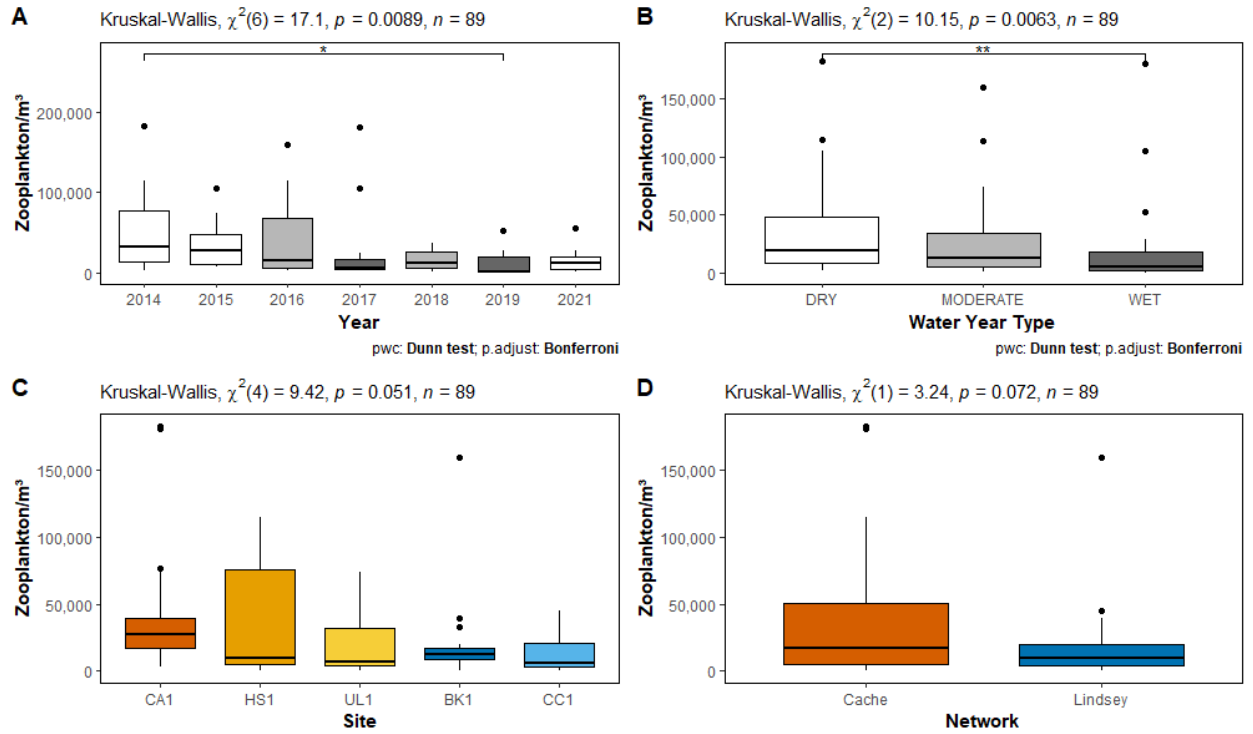 A
Kruskal-Wallis, χ²(6) = 17.1, p = 0.0089, n = 89
*
Zooplankton/m³
200,000
100,000
0
2014 2015 2016 2017 2018 2019 2021
Year
pwc: Dunn test; p.adjust: Bonferroni
B
Kruskal-Wallis, χ²(2) = 10.15, p = 0.0063, n = 89
**
Zooplankton/m³
150,000
100,000
50,000
0
DRY MODERATE WET
Water Year Type
pwc: Dunn test; p.adjust: Bonferroni
C
Kruskal-Wallis, χ²(4) = 9.42, p = 0.051, n = 89
Zooplankton/m³
150,000
100,000
50,000
0
CA1 HS1 UL1 BK1 CC1
Site
D
Kruskal-Wallis, χ²(1) = 3.24, p = 0.072, n = 89
Zooplankton/m³
150,000
100,000
50,000
0
Cache Lindsey
Network